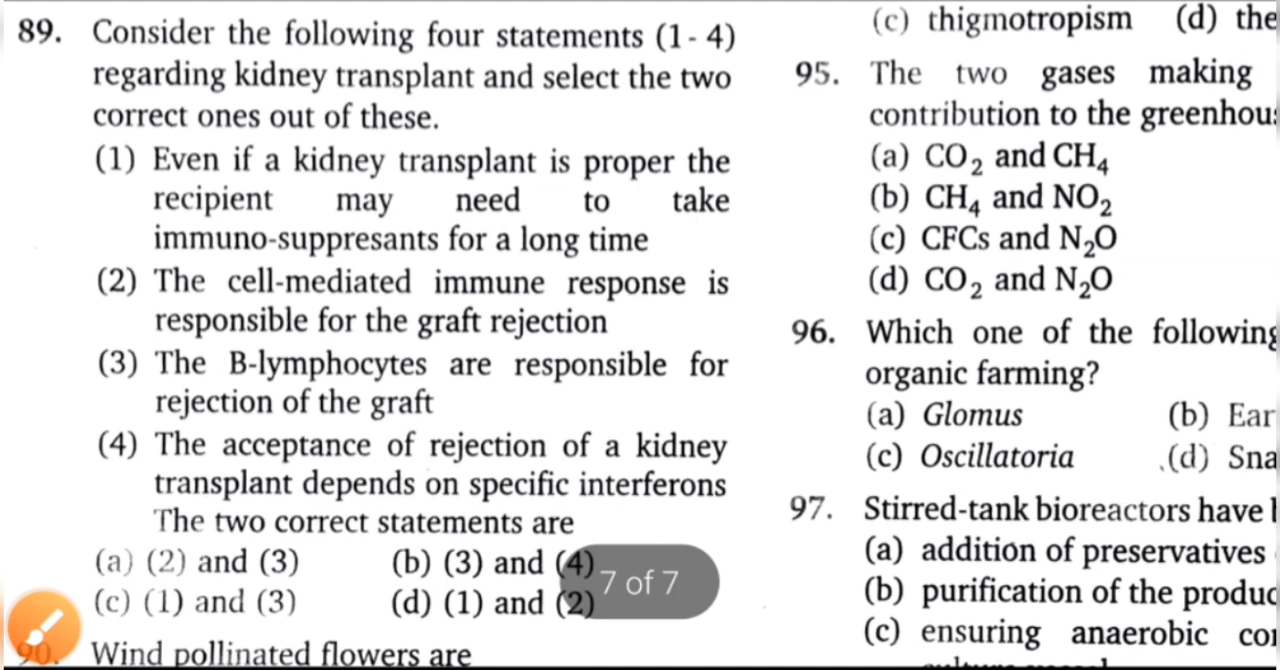 89. Consider the following four statements (1 - 4)
regarding kidney transplant and select the two
correct ones out of these.
(1) Even if a kidney transplant is proper the
recipient may need to take
immuno-suppresants for a long time
(2) The cell-mediated immune response is
responsible for the graft rejection
(3) The B-lymphocytes are responsible for
rejection of the graft
(4) The acceptance of rejection of a kidney
transplant depends on specific interferons
The two correct statements are
(a) (2) and (3) (b) (3) and (4)
(c) (1) and (3) (d) (1) and (2)
7 of 7
90. Wind pollinated flowers are
(c) thigmotropism (d) the
95. The two gases making
contribution to the greenhou
(a) CO₂ and CH₄
(b) CH₄ and NO₂
(c) CFCs and N₂O
(d) CO₂ and N₂O
96. Which one of the following
organic farming?
(a) Glomus (b) Ear
(c) Oscillatoria (d) Sna
97. Stirred-tank bioreactors have
(a) addition of preservatives
(b) purification of the produc
(c) ensuring anaerobic